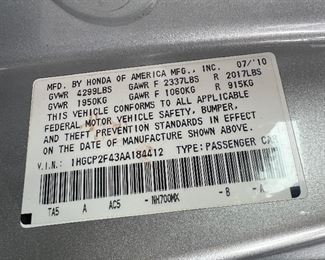 MFD. BY HONDA OF AMERICA MFG., INC. 07/'10
GVWR 4299LBS GAWR F 2337LBS R 2017LBS
GVWR 1950KG GAWR F 1060KG R 915KG
THIS VEHICLE CONFORMS TO ALL APPLICABLE
FEDERAL MOTOR VEHICLE SAFETY, BUMPER,
AND THEFT PREVENTION STANDARDS IN EFFECT
ON THE DATE OF MANUFACTURE SHOWN ABOVE.
V.I.N.: 1HGCP2F43AA184412 TYPE: PASSENGER CAR
TA5 A AC5 - NH700MX - B - A